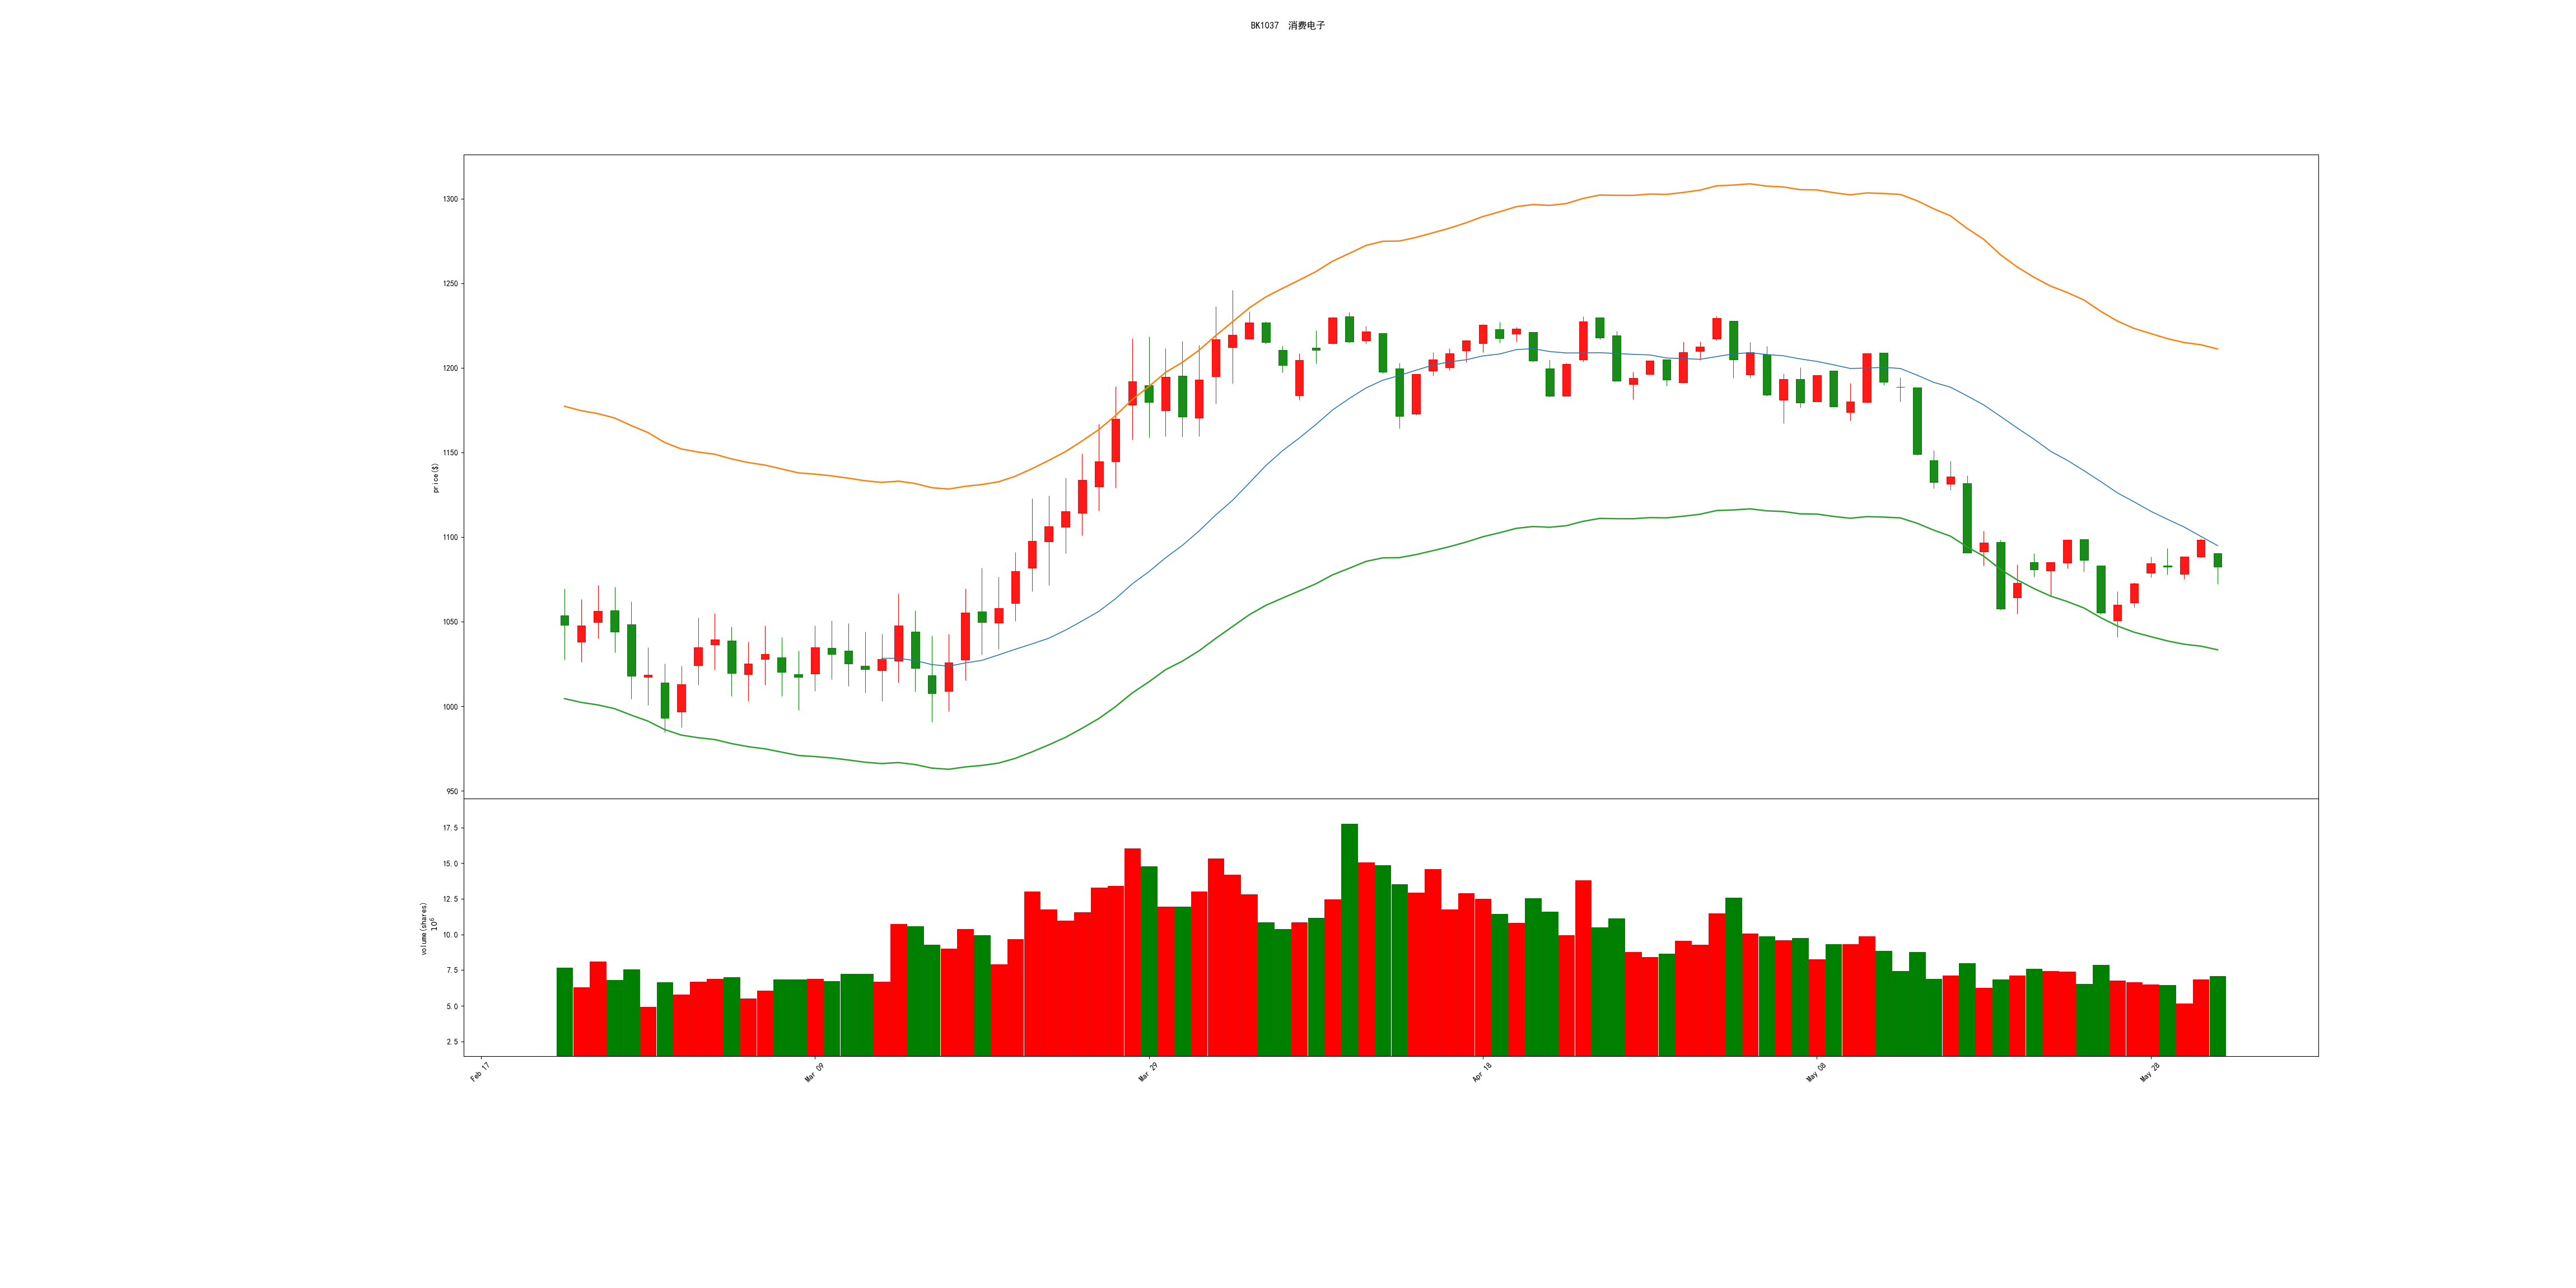 BK1037 消费电子
price($)
1300
1250
1200
1150
1100
1050
1000
950
volume(shares)
10⁶
17.5
15.0
12.5
10.0
7.5
5.0
2.5
Feb 17
Mar 09
Mar 29
Apr 18
May 08
May 28